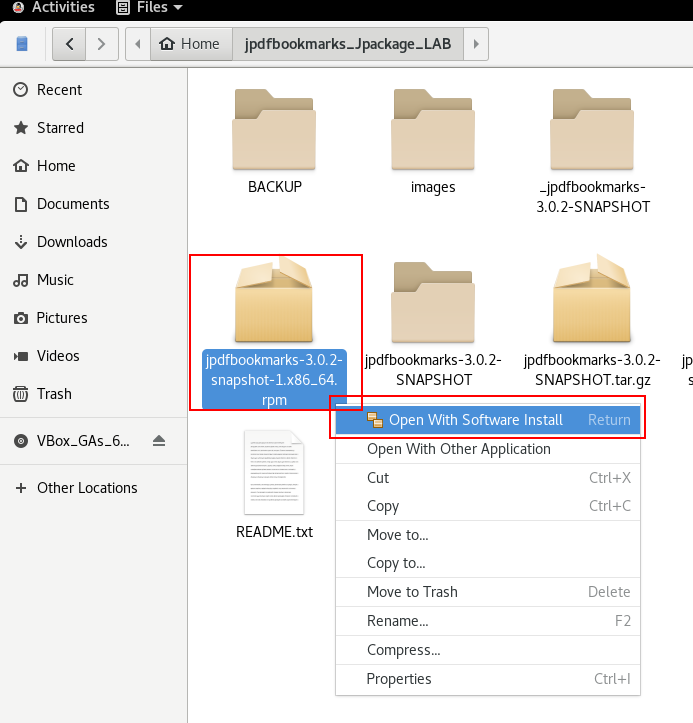 Activities Files
Home jpdfbookmarks_Jpackage_LAB
Recent
Starred
Home
Documents
Downloads
Music
Pictures
Videos
Trash
VBox_GAs_6...
Other Locations
BACKUP
images
_jpdfbookmarks-
3.0.2-SNAPSHOT
jpdfbookmarks-3.0.2-
snapshot-1.x86_64.
rpm
jpdfbookmarks-3.0.2-
SNAPSHOT
jpdfbookmarks-3.0.2-
SNAPSHOT.tar.gz
README.txt
Open With Software Install Return
Open With Other Application
Cut Ctrl+X
Copy Ctrl+C
Move to...
Copy to...
Move to Trash Delete
Rename... F2
Compress...
Properties Ctrl+I